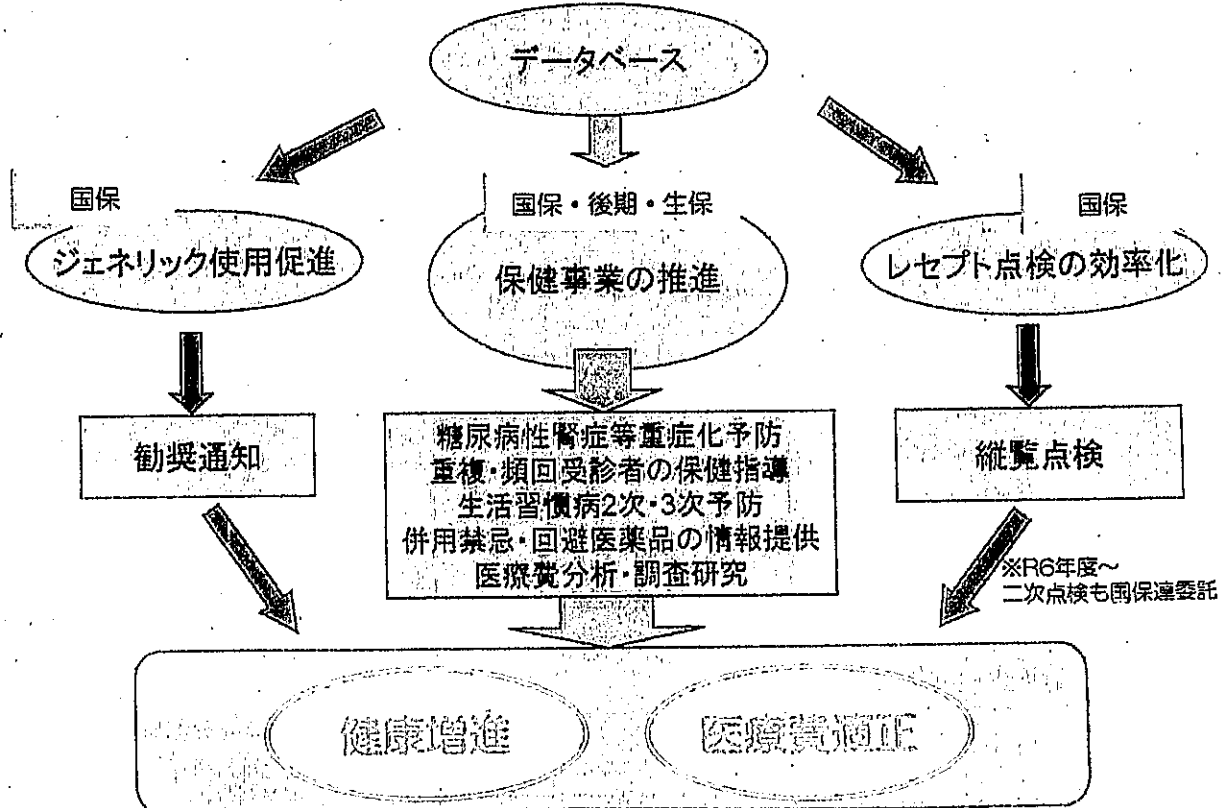 データベース
国保
ジェネリック使用促進
国保・後期・生保
保健事業の推進
国保
レセプト点検の効率化
勧奨通知
糖尿病性腎症等重症化予防
重複・頻回受診者の保健指導
生活習慣病2次・3次予防
併用禁忌・回避医薬品の情報提供
医療費分析・調査研究
縦覧点検
※R6年度～
二次点検も国保連委託
健康増進
医療費適正